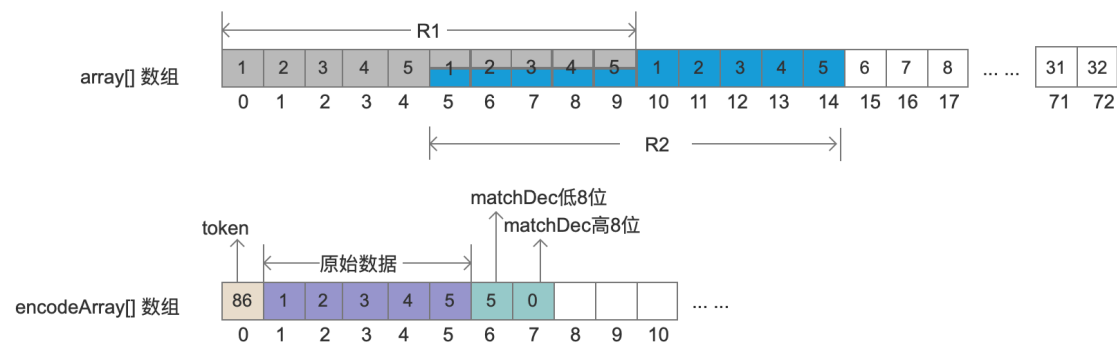 R1
array[] 数组 1 2 3 4 5 1 2 3 4 5 1 2 3 4 5 6 7 8 ... ... 31 32
0 1 2 3 4 5 6 7 8 9 10 11 12 13 14 15 16 17 71 72
R2
matchDec低8位
token matchDec高8位
原始数据
encodeArray[] 数组 86 1 2 3 4 5 5 0 ... ...
0 1 2 3 4 5 6 7 8 9 10